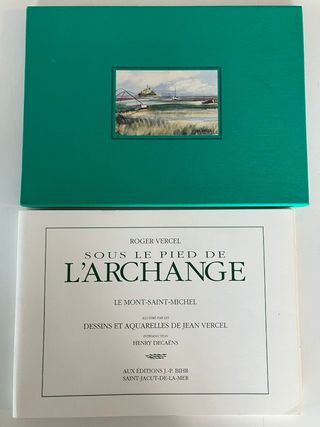 ROGER VERCEL
SOUS LE PIED DE
L'ARCHANGE
LE MONT-SAINT-MICHEL
ILLUSTRÉ PAR LES
DESSINS ET AQUARELLES DE JEAN VERCEL
INTRODUCTION
HENRY DECAËNS
AUX ÉDITIONS J.-P. BIHR
SAINT-JACUT-DE-LA-MER